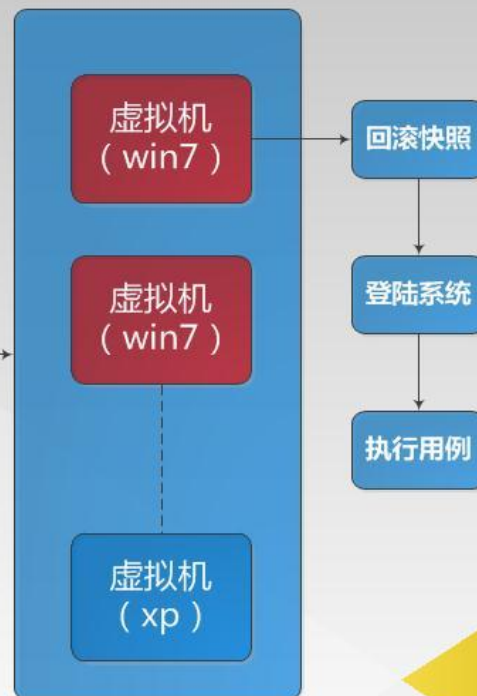 虚拟机
（win7）
回滚快照
虚拟机
（win7）
登陆系统
执行用例
虚拟机
（xp）